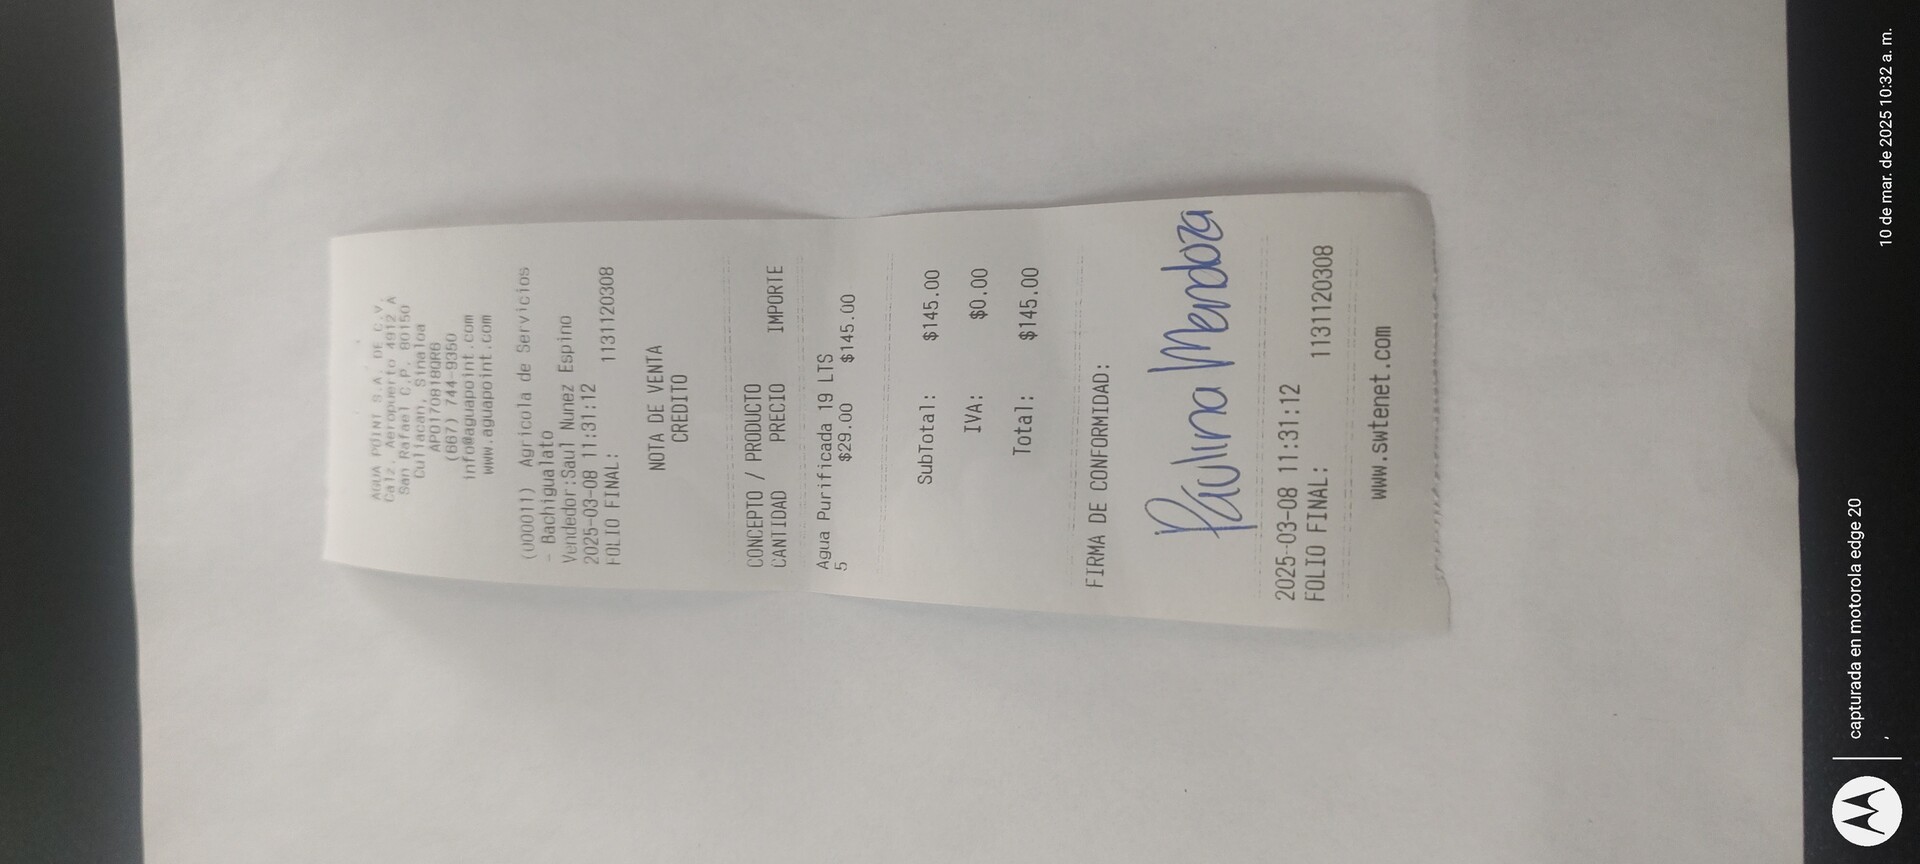 AGUA POINT S.A. DE C.V.
Calz. Aeropuerto 4912 A
San Rafael C.P. 80150
Culiacan, Sinaloa
APO170818QR6
(667) 744-9350
info@aguapoint.com
www.aguapoint.com
(000011) Agricola de Servicios
- Bachigualato
Vendedor:Saul Nunez Espino
2025-03-08 11:31:12
FOLIO FINAL: 1131120308
NOTA DE VENTA
CREDITO
CONCEPTO / PRODUCTO
CANTIDAD PRECIO IMPORTE
Agua Purificada 19 LTS
5 $29.00 $145.00
SubTotal: $145.00
IVA: $0.00
Total: $145.00
FIRMA DE CONFORMIDAD:
Paulina Mendoza
2025-03-08 11:31:12
FOLIO FINAL: 1131120308
www.swtenet.com
capturada en motorola edge 20
,
10 de mar. de 2025 10:32 a. m.